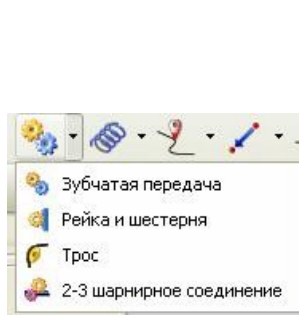 Зубчатая передача
Рейка и шестерня
Трос
2-3 шарнирное соединение